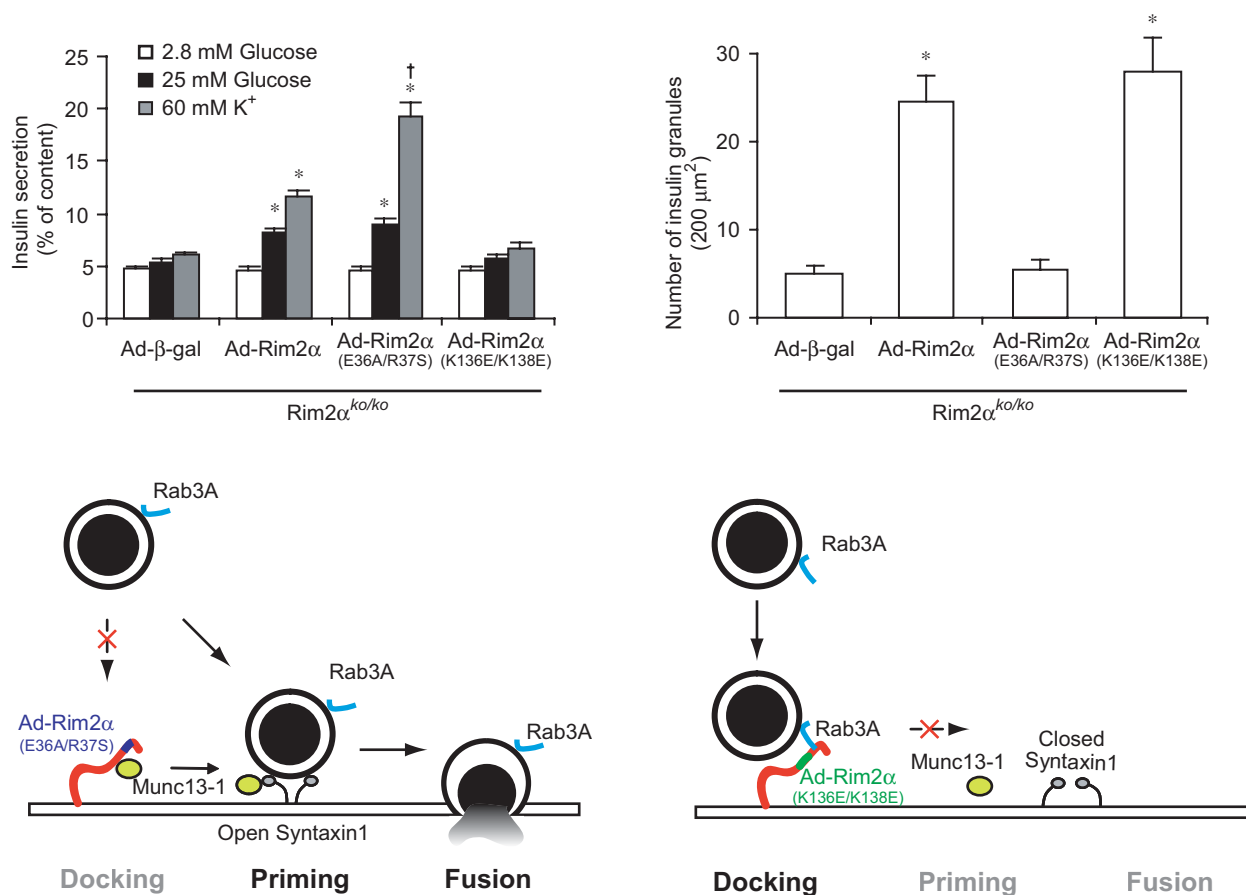 2.8 mM Glucose
25 mM Glucose
60 mM K⁺
Insulin secretion
(% of content)
25
20
15
10
5
0
*
*
†
*
*
Ad-β-gal
Ad-Rim2α
Ad-Rim2α
(E36A/R37S)
Ad-Rim2α
(K136E/K138E)
Rim2α^ko/ko
Number of insulin granules
(200 μm²)
30
20
10
0
*
*
Ad-β-gal
Ad-Rim2α
Ad-Rim2α
(E36A/R37S)
Ad-Rim2α
(K136E/K138E)
Rim2α^ko/ko
Rab3A
Rab3A
Rab3A
Ad-Rim2α
(E36A/R37S)
Munc13-1
Open Syntaxin1
Docking
Priming
Fusion
Rab3A
Rab3A
Ad-Rim2α
(K136E/K138E)
Munc13-1
Closed
Syntaxin1
Docking
Priming
Fusion